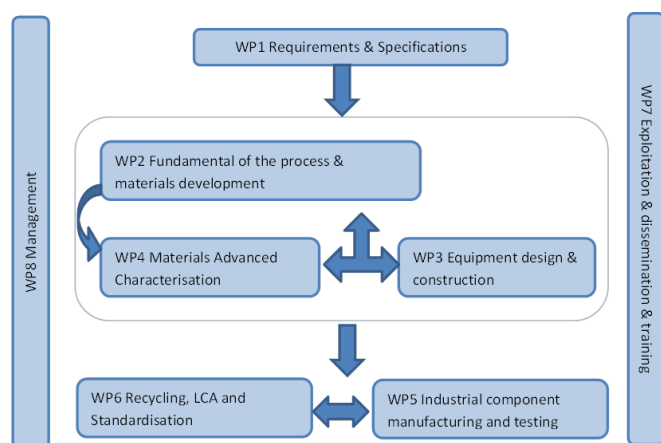 WP8 Management
WP1 Requirements & Specifications
WP2 Fundamental of the process &
materials development
WP4 Materials Advanced
Characterisation
WP3 Equipment design &
construction
WP6 Recycling, LCA and
Standardisation
WP5 Industrial component
manufacturing and testing
WP7 Exploitation & dissemination &
training